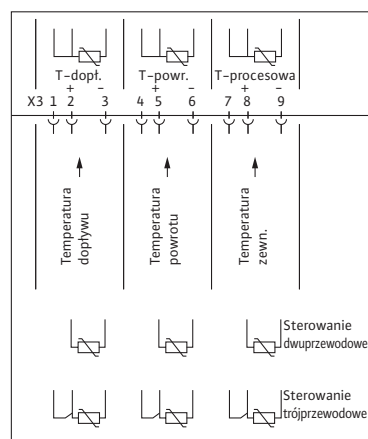 T-dopł. T-powr. T-procesowa
+ – + – + –
X3 1 2 3 4 5 6 7 8 9
Temperatura
dopływu
Temperatura
powrotu
Temperatura
zewn.
Sterowanie
dwuprzewodowe
Sterowanie
trójprzewodowe